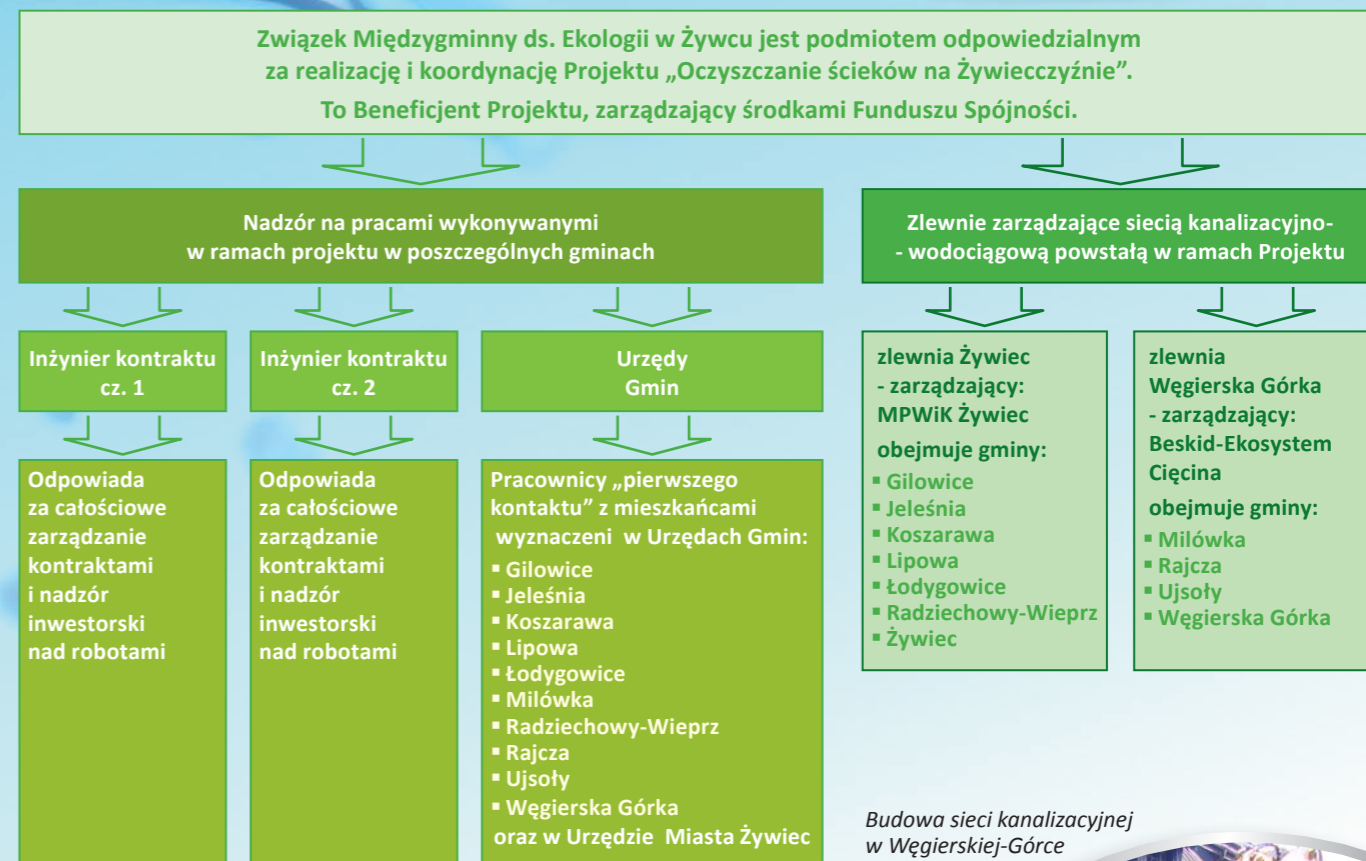 Związek Międzygminny ds. Ekologii w Żywcu jest podmiotem odpowiedzialnym
za realizację i koordynację Projektu „Oczyszczanie ścieków na Żywiecczyźnie”.
To Beneficjent Projektu, zarządzający środkami Funduszu Spójności.
Nadzór na pracami wykonywanymi
w ramach projektu w poszczególnych gminach
Inżynier kontraktu
cz. 1
Odpowiada
za całościowe
zarządzanie
kontraktami
i nadzór
inwestorski
nad robotami
Inżynier kontraktu
cz. 2
Odpowiada
za całościowe
zarządzanie
kontraktami
i nadzór
inwestorski
nad robotami
Urzędy
Gmin
Pracownicy „pierwszego
kontaktu” z mieszkańcami
wyznaczeni w Urzędach Gmin:
▪ Gilowice
▪ Jeleśnia
▪ Koszarawa
▪ Lipowa
▪ Łodygowice
▪ Milówka
▪ Radziechowy-Wieprz
▪ Rajcza
▪ Ujsoły
▪ Węgierska Górka
oraz w Urzędzie Miasta Żywiec
Zlewnie zarządzające siecią kanalizacyjno-
- wodociągową powstałą w ramach Projektu
zlewnia Żywiec
- zarządzający:
MPWiK Żywiec
obejmuje gminy:
▪ Gilowice
▪ Jeleśnia
▪ Koszarawa
▪ Lipowa
▪ Łodygowice
▪ Radziechowy-Wieprz
▪ Żywiec
zlewnia
Węgierska Górka
- zarządzający:
Beskid-Ekosystem
Cięcina
obejmuje gminy:
▪ Milówka
▪ Rajcza
▪ Ujsoły
▪ Węgierska Górka
Budowa sieci kanalizacyjnej
w Węgierskiej-Górce